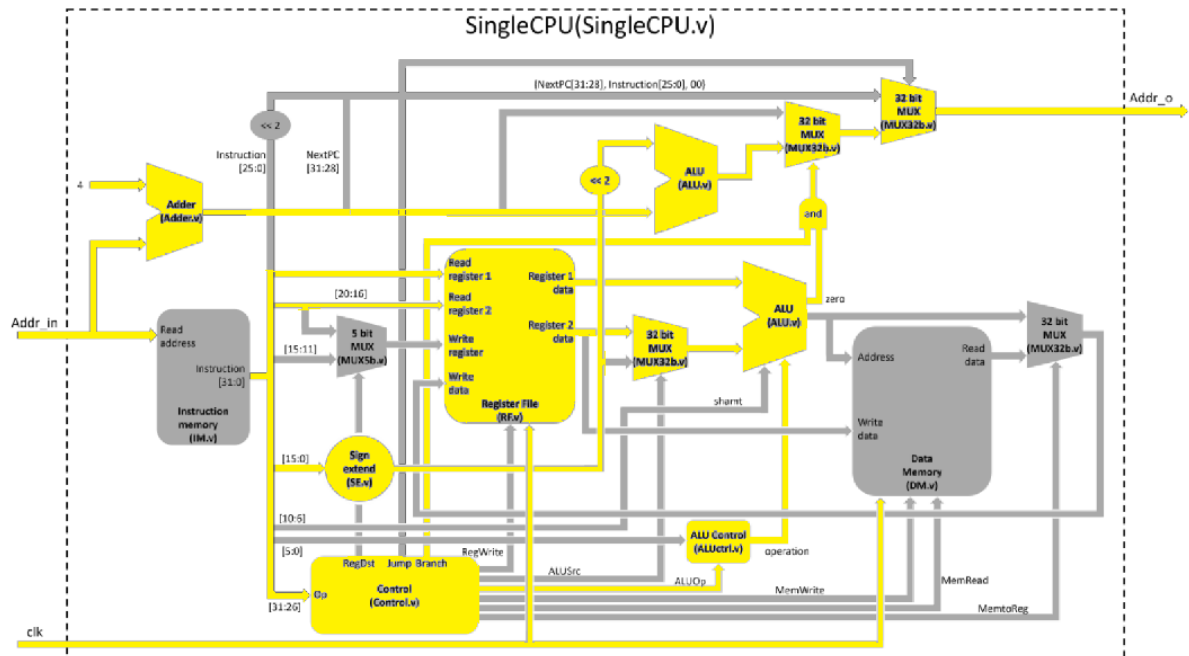 SingleCPU(SingleCPU.v)
{NextPC[31:28], Instruction[25:0], 00}
<< 2
Instruction
[25:0]
NextPC
[31:28]
32 bit
MUX
(MUX32b.v)
Addr_o
32 bit
MUX
(MUX32b.v)
ALU
(ALU.v)
<< 2
4
Adder
(Adder.v)
and
Read
register 1
Register 1
data
[20:16]
Read
register 2
Register 2
data
Write
register
Write
data
Register File
(RF.v)
5 bit
MUX
(MUX5b.v)
[15:11]
32 bit
MUX
(MUX32b.v)
ALU
(ALU.v)
zero
32 bit
MUX
(MUX32b.v)
Addr_in
Read
address
Instruction
[31:0]
Instruction
memory
(IM.v)
Address
Read
data
Write
data
Data
Memory
(DM.v)
shamt
[15:0]
Sign
extend
(SE.v)
[10:6]
[5:0]
ALU Control
(ALUctrl.v)
operation
RegDst
Jump
Branch
RegWrite
ALUSrc
ALUOp
MemWrite
MemRead
MemtoReg
[31:26]
Op
Control
(Control.v)
clk